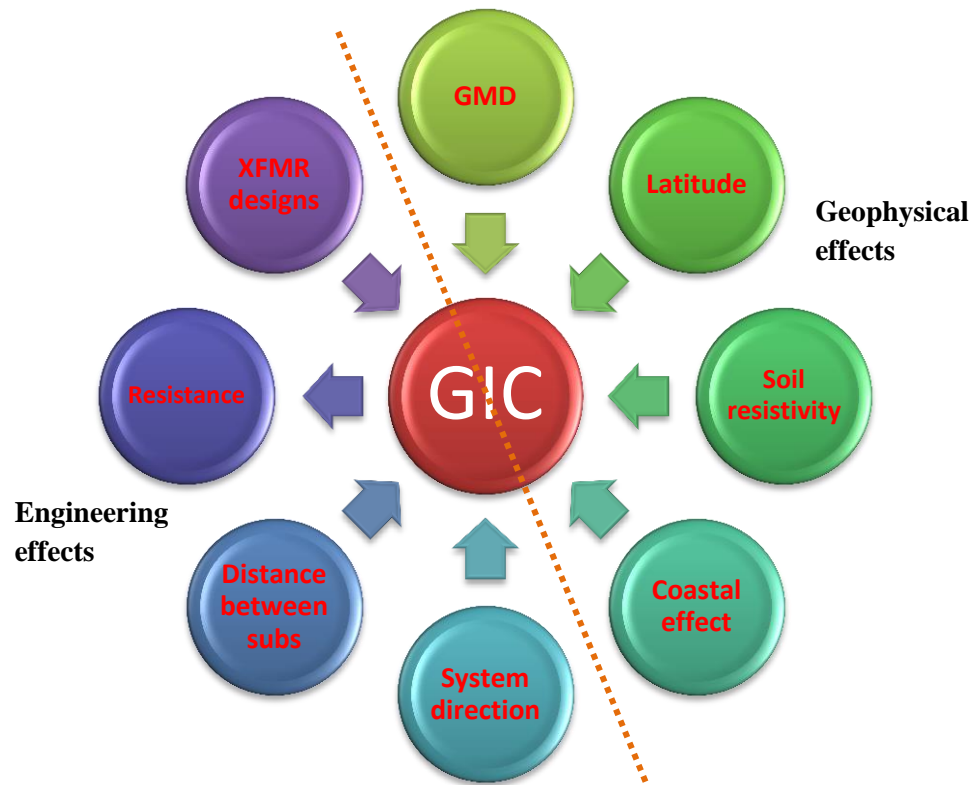 GMD
XFMR
designs
Latitude
Geophysical
effects
Resistance
GIC
Soil
resistivity
Engineering
effects
Distance
between
subs
Coastal
effect
System
direction